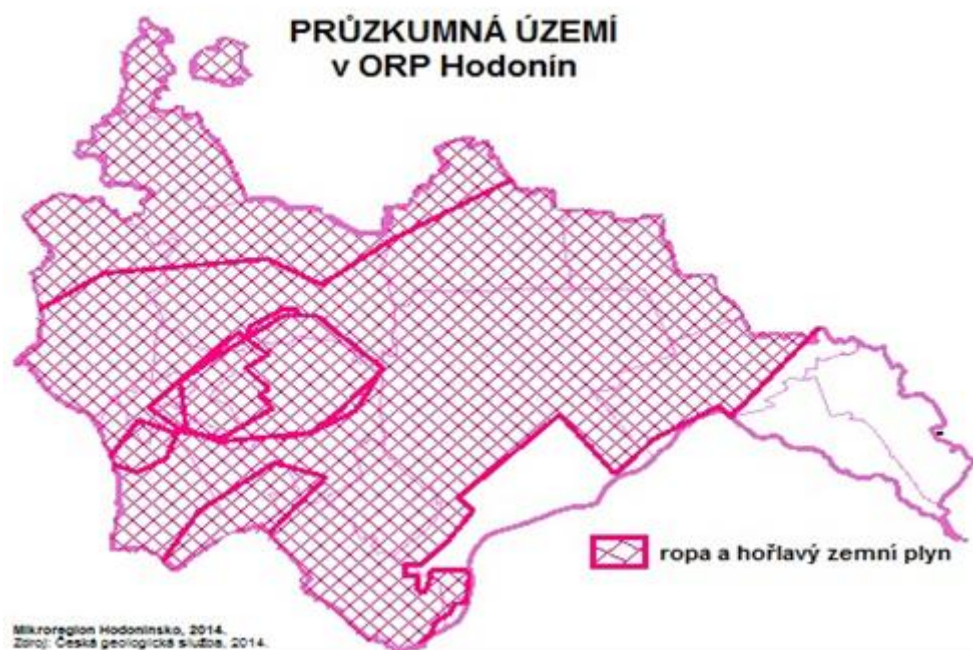 PRŮZKUMNÁ ÚZEMÍ
v ORP Hodonín
ropa a hořlavý zemní plyn
Mikroregion Hodonínsko, 2014.
Zdroj: Česká geologická služba, 2014.